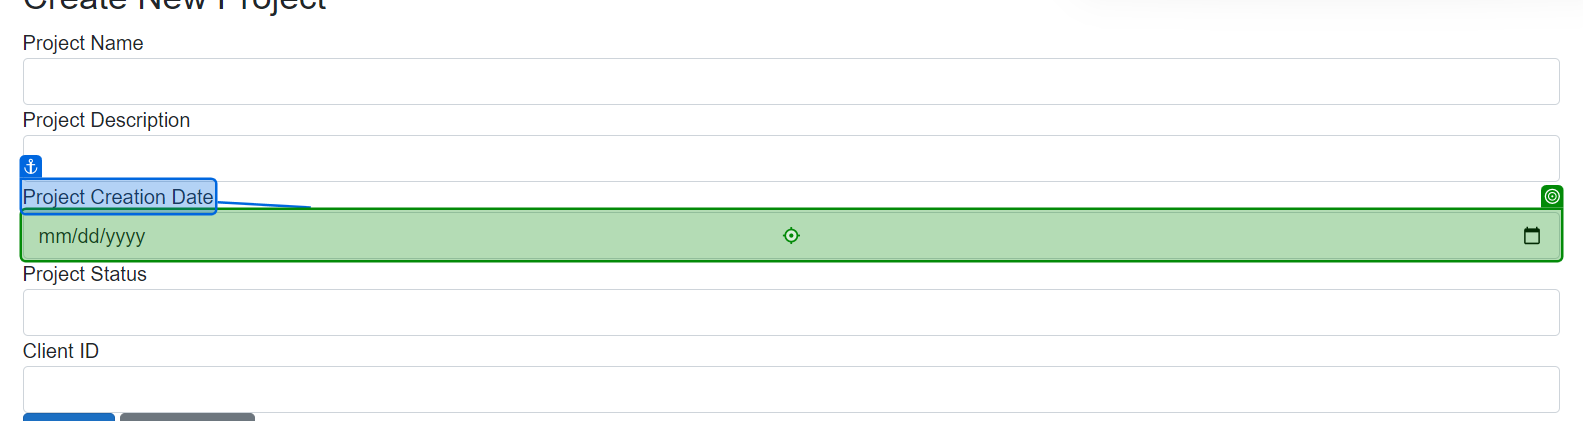 Create New Project
Project Name
Project Description
Project Creation Date
mm/dd/yyyy
Project Status
Client ID